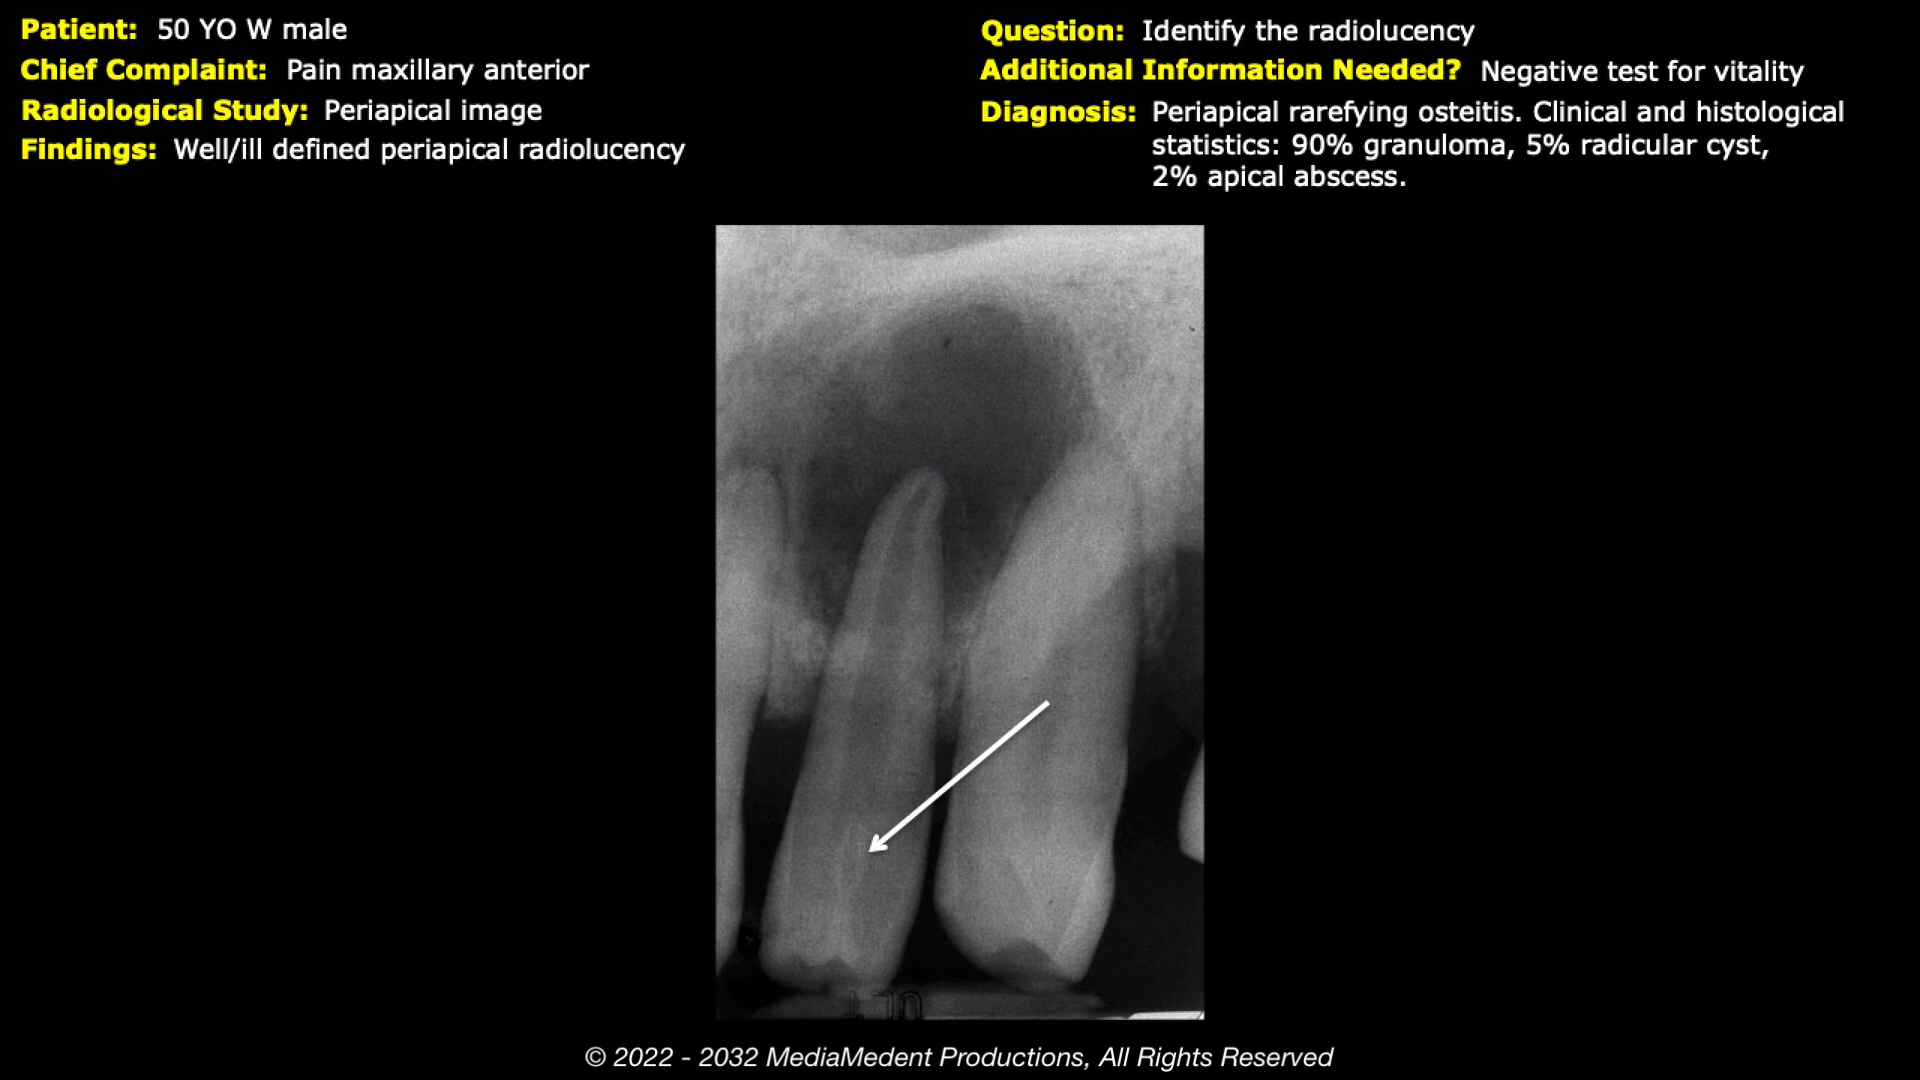 Patient: 50 YO W male
Chief Complaint: Pain maxillary anterior
Radiological Study: Periapical image
Findings: Well/ill defined periapical radiolucency
Question: Identify the radiolucency
Additional Information Needed? Negative test for vitality
Diagnosis: Periapical rarefying osteitis. Clinical and histological
statistics: 90% granuloma, 5% radicular cyst,
2% apical abscess.
© 2022 - 2032 MediaMedent Productions, All Rights Reserved